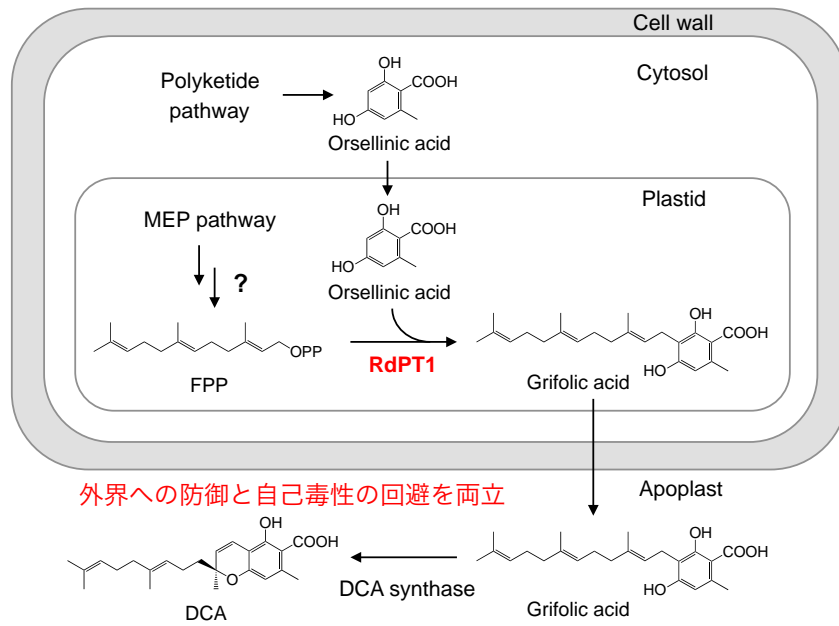 Cell wall
Cytosol
Polyketide
pathway
OH
COOH
HO
Orsellinic acid
Plastid
MEP pathway
?
OH
COOH
HO
Orsellinic acid
OPP
FPP
RdPT1
OH
COOH
HO
Grifolic acid
外界への防御と自己毒性の回避を両立
Apoplast
OH
COOH
O
DCA
DCA synthase
OH
COOH
HO
Grifolic acid